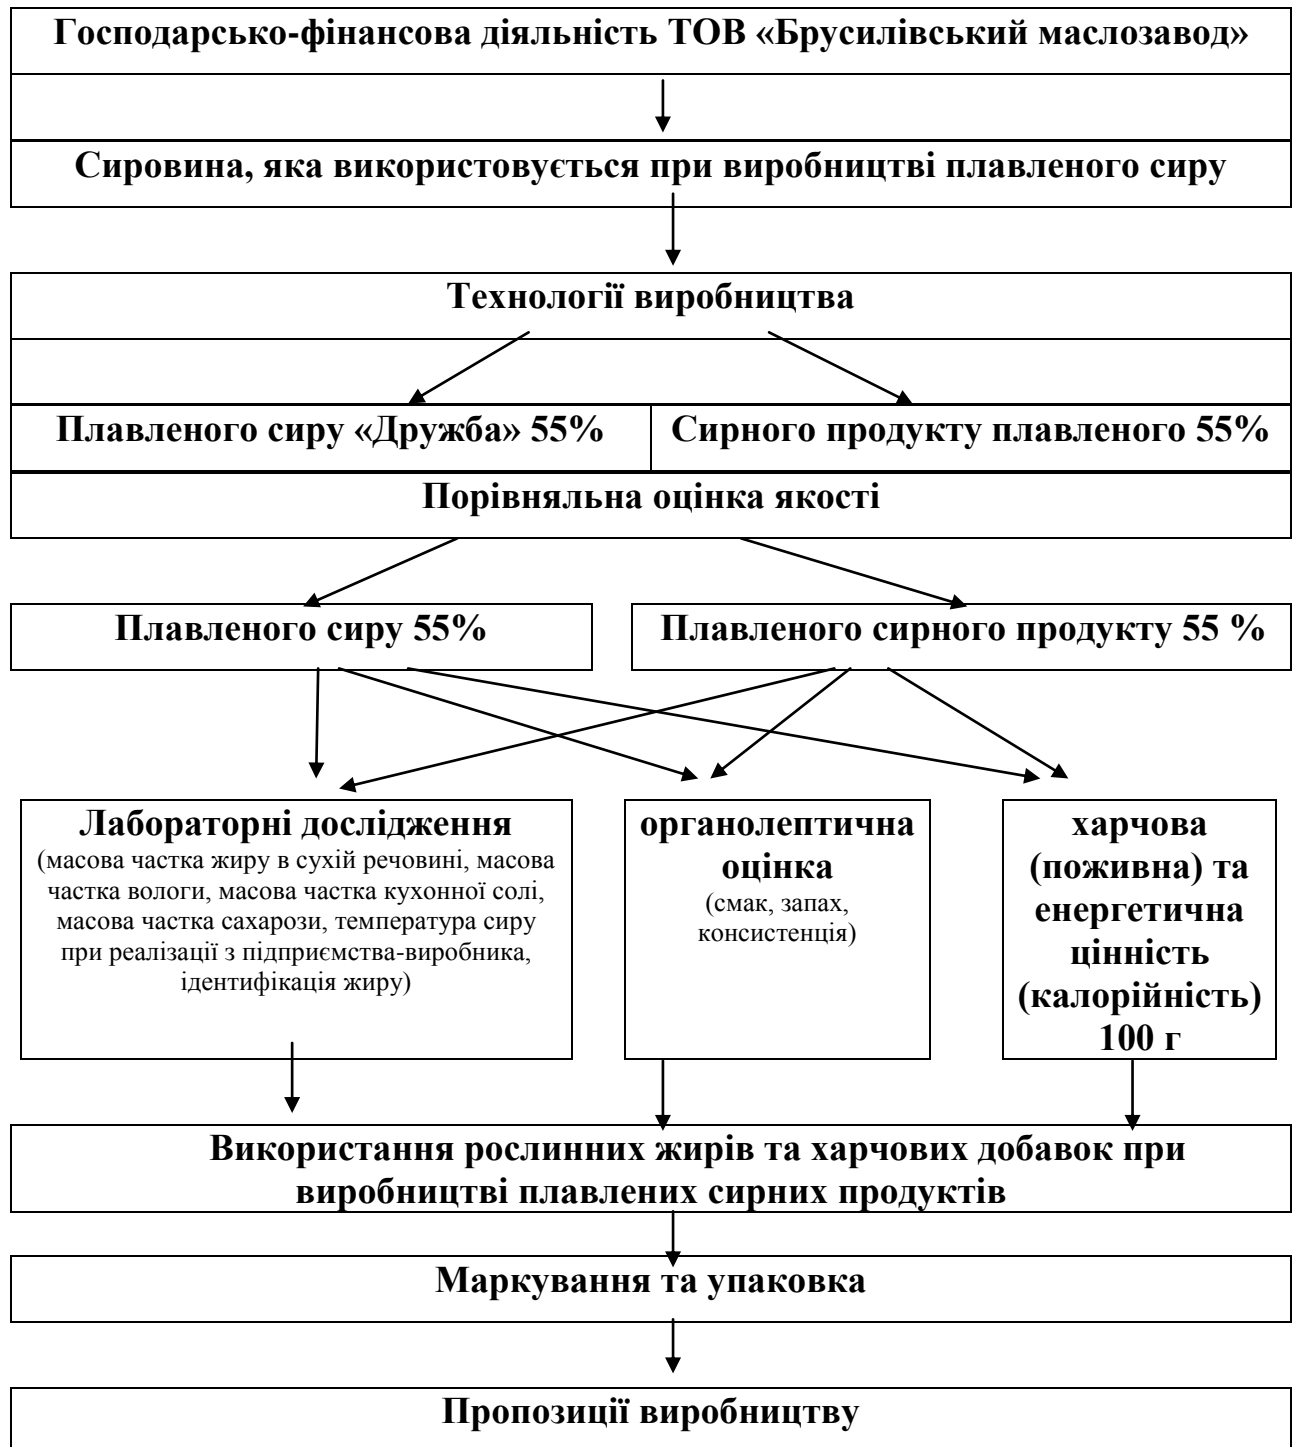 Господарсько-фінансова діяльність ТОВ «Брусилівський маслозавод»
Сировина, яка використовується при виробництві плавленого сиру
Технології виробництва
Плавленого сиру «Дружба» 55%
Сирного продукту плавленого 55%
Порівняльна оцінка якості
Плавленого сиру 55%
Плавленого сирного продукту 55 %
Лабораторні дослідження
(масова частка жиру в сухій речовині, масова
частка вологи, масова частка кухонної солі,
масова частка сахарози, температура сиру
при реалізації з підприємства-виробника,
ідентифікація жиру)
органолептична
оцінка
(смак, запах,
консистенція)
харчова
(поживна) та
енергетична
цінність
(калорійність)
100 г
Використання рослинних жирів та харчових добавок при
виробництві плавлених сирних продуктів
Маркування та упаковка
Пропозиції виробництву